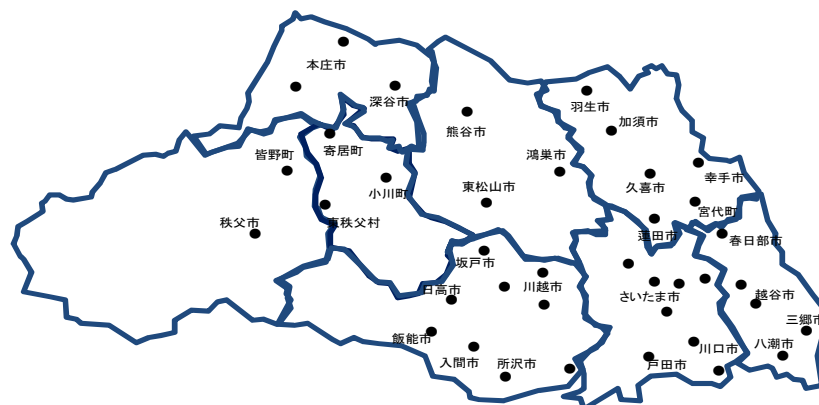 本庄市
深谷市
羽生市
加須市
熊谷市
寄居町
鴻巣市
皆野町
幸手市
小川町
久喜市
東松山市
宮代町
東秩父村
秩父市
蓮田市
春日部市
坂戸市
川越市
日高市
さいたま市
越谷市
三郷市
飯能市
川口市
八潮市
入間市
所沢市
戸田市